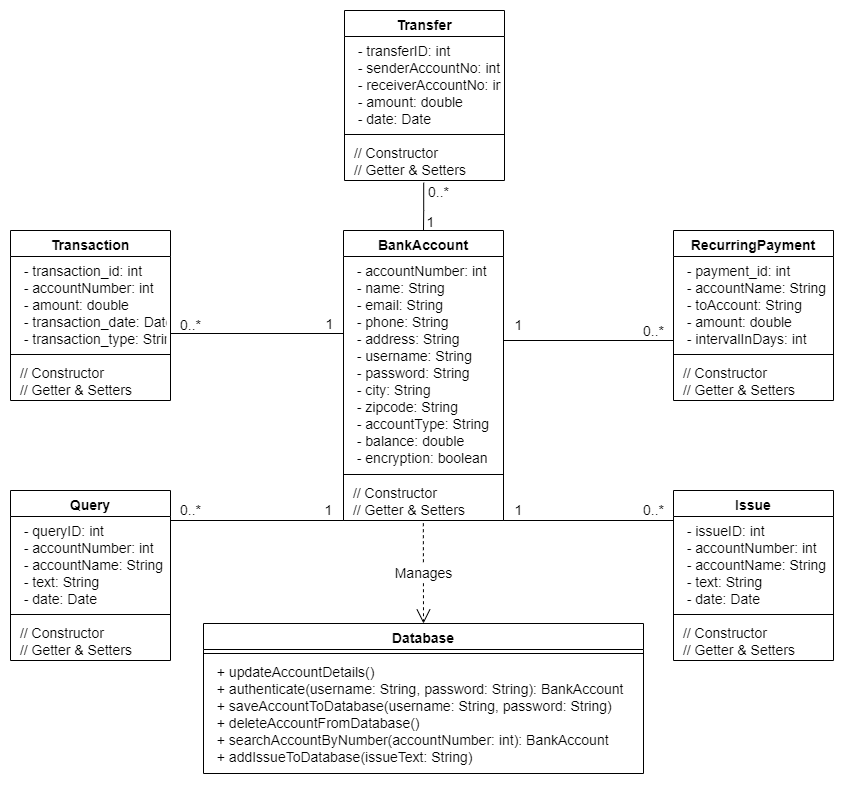 Transfer
- transferID: int
- senderAccountNo: int
- receiverAccountNo:
- amount: double
- date: Date
// Constructor
// Getter & Setters
0..*
1
Transaction
- transaction_id: int
- accountNumber: int
- amount: double
- transaction_date:
- transaction_type:
// Constructor
// Getter & Setters
0..*
1
BankAccount
- accountNumber: int
- name: String
- email: String
- phone: String
- address: String
- username: String
- password: String
- city: String
- zipcode: String
- accountType: String
- balance: double
- encryption: boolean
// Constructor
// Getter & Setters
1
0..*
RecurringPayment
- payment_id: int
- accountName: String
- toAccount: String
- amount: double
- intervalInDays: int
// Constructor
// Getter & Setters
Query
- queryID: int
- accountNumber: int
- accountName: String
- text: String
- date: Date
// Constructor
// Getter & Setters
0..*
1
1
0..*
Issue
- issueID: int
- accountNumber: int
- accountName: String
- text: String
- date: Date
// Constructor
// Getter & Setters
Manages
Database
+ updateAccountDetails()
+ authenticate(username: String, password: String): BankAccount
+ saveAccountToDatabase(username: String, password: String)
+ deleteAccountFromDatabase()
+ searchAccountByNumber(accountNumber: int): BankAccount
+ addIssueToDatabase(issueText: String)